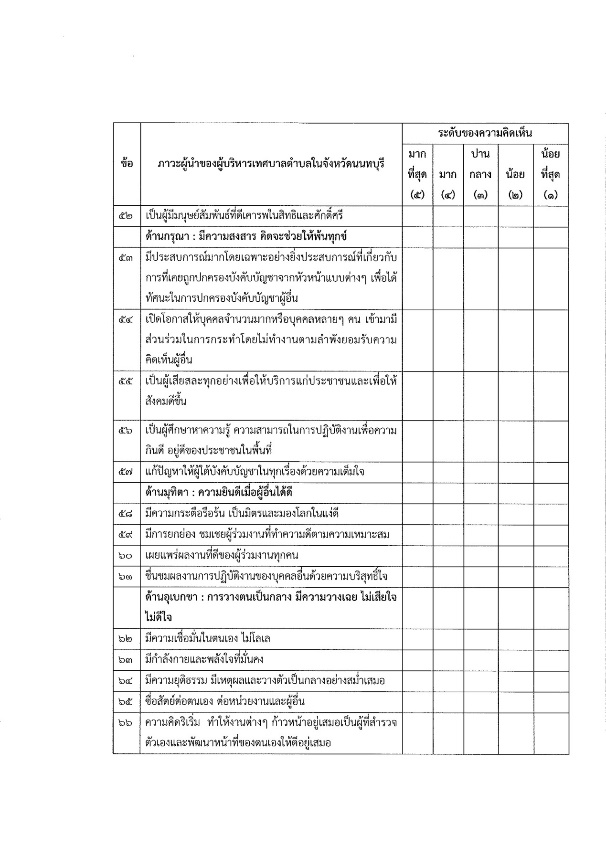 ข้อ
ภาวะผู้นำของผู้บริหารเทศบาลตำบลในจังหวัดนนทบุรี
ระดับของความคิดเห็น
มาก
ที่สุด
(๕)
มาก
(๔)
ปาน
กลาง
(๓)
น้อย
(๒)
น้อย
ที่สุด
(๑)
๕๒ เป็นผู้มีมนุษย์สัมพันธ์ที่ดีเคารพในสิทธิและศักดิ์ศรี
ด้านกรุณา : มีความสงสาร คิดจะช่วยให้พ้นทุกข์
๕๓ มีประสบการณ์มากโดยเฉพาะอย่างยิ่งประสบการณ์ที่เกี่ยวกับ
การที่เคยถูกปกครองบังคับบัญชาจากหัวหน้าแบบต่างๆ เพื่อได้
ทัศนะในการปกครองบังคับบัญชาผู้อื่น
๕๔ เปิดโอกาสให้บุคคลจำนวนมากหรือบุคคลหลายๆ คน เข้ามามี
ส่วนร่วมในการกระทำโดยไม่ทำงานตามลำพังยอมรับความ
คิดเห็นผู้อื่น
๕๕ เป็นผู้เสียสละทุกอย่างเพื่อให้บริการแก่ประชาชนและเพื่อให้
สังคมดีขึ้น
๕๖ เป็นผู้ศึกษาหาความรู้ ความสามารถในการปฏิบัติงานเพื่อความ
กินดี อยู่ดีของประชาชนในพื้นที่
๕๗ แก้ปัญหาให้ผู้ใต้บังคับบัญชาในทุกเรื่องด้วยความเต็มใจ
ด้านมุทิตา : ความยินดีเมื่อผู้อื่นได้ดี
๕๘ มีความกระตือรือร้น เป็นมิตรและมองโลกในแง่ดี
๕๙ มีการยกย่อง ชมเชยผู้ร่วมงานที่ทำความดีตามความเหมาะสม
๖๐ เผยแพร่ผลงานที่ดีของผู้ร่วมงานทุกคน
๖๑ ชื่นชมผลงานการปฏิบัติงานของบุคคลอื่นด้วยความบริสุทธิ์ใจ
ด้านอุเบกขา : การวางตนเป็นกลาง มีความวางเฉย ไม่เสียใจ
ไม่ดีใจ
๖๒ มีความเชื่อมั่นในตนเอง ไม่โลเล
๖๓ มีกำลังกายและพลังใจที่มั่นคง
๖๔ มีความยุติธรรม มีเหตุผลและวางตัวเป็นกลางอย่างสม่ำเสมอ
๖๕ ซื่อสัตย์ต่อตนเอง ต่อหน่วยงานและผู้อื่น
๖๖ ความคิดริเริ่ม ทำให้งานต่างๆ ก้าวหน้าอยู่เสมอเป็นผู้ที่สำรวจ
ตัวเองและพัฒนาหน้าที่ของตนเองให้ดีอยู่เสมอ